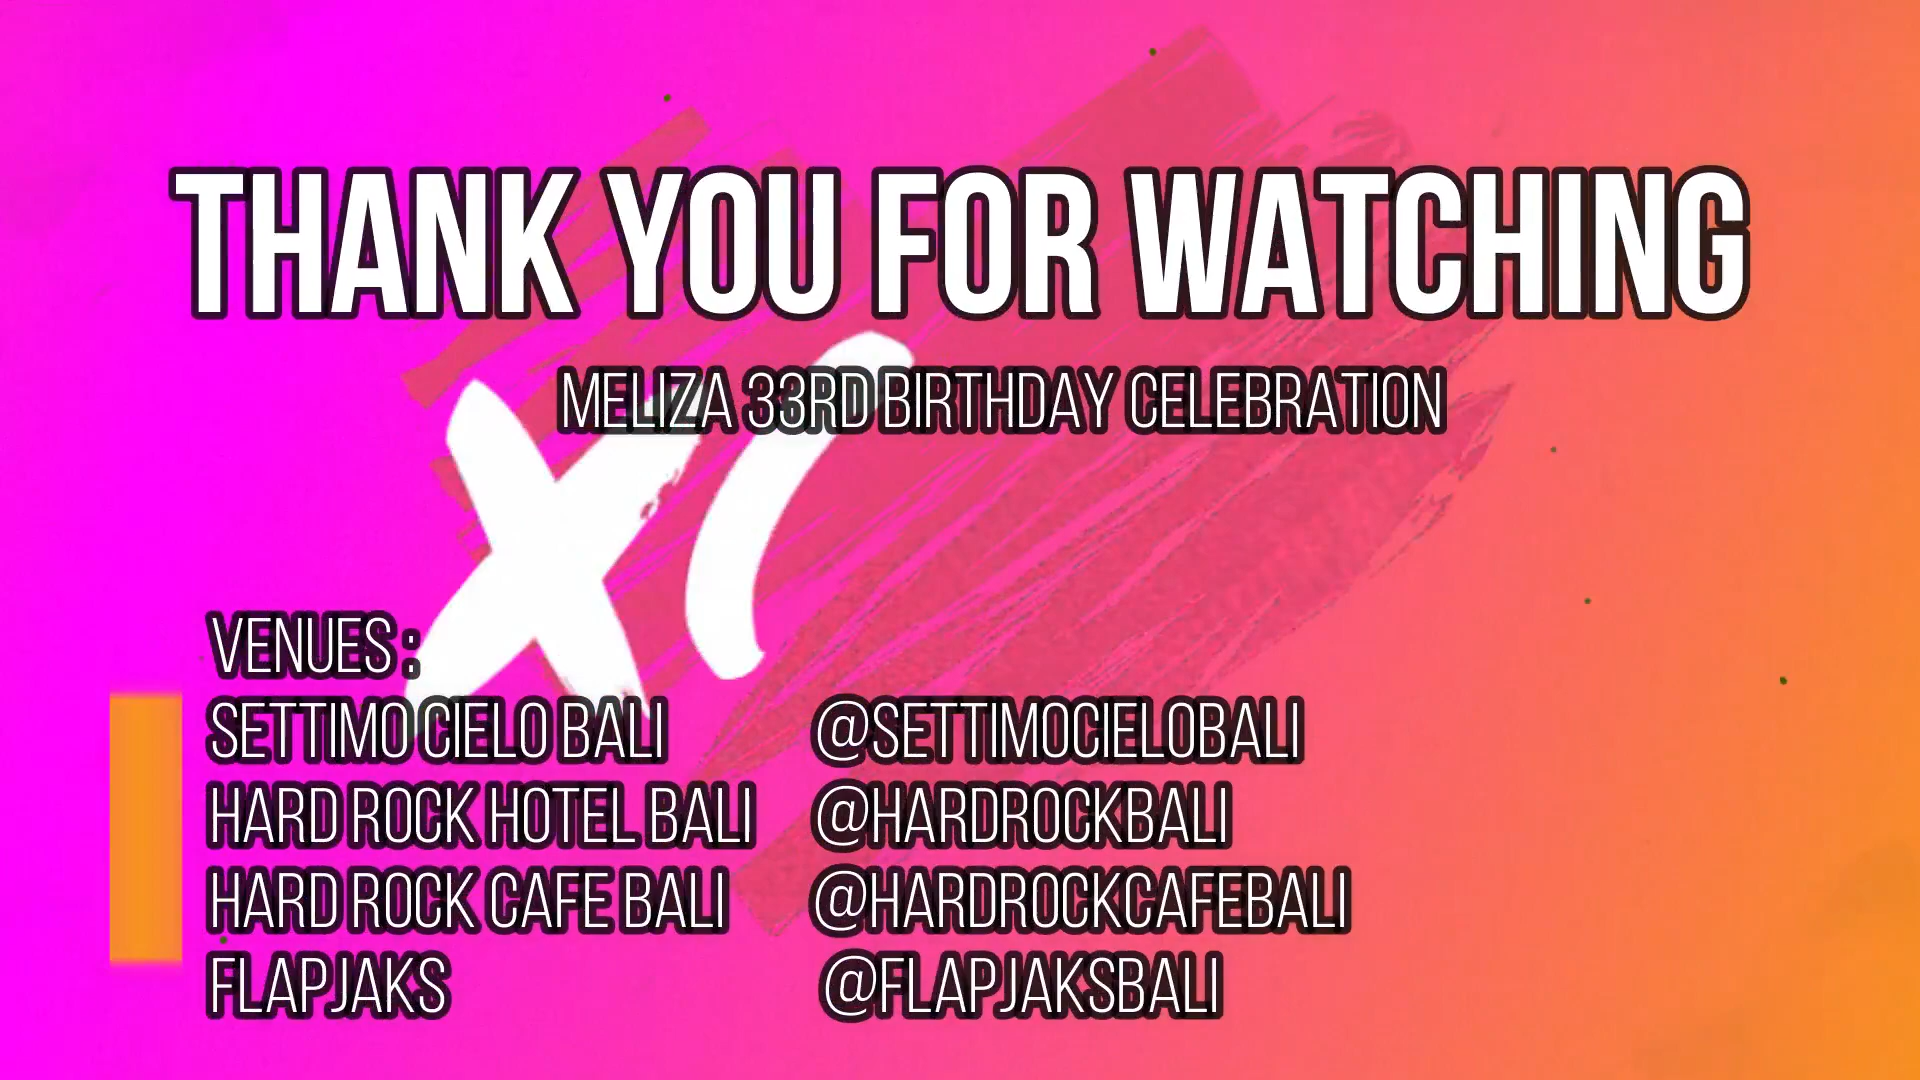 THANK YOU FOR WATCHING
MELIZA 33RD BIRTHDAY CELEBRATION
XI
VENUES :
SETTIMO CIELO BALI @SETTIMOCIELOBALI
HARD ROCK HOTEL BALI @HARDROCKBALI
HARD ROCK CAFE BALI @HARDROCKCAFEBALI
FLAPJAKS @FLAPJAKSBALI